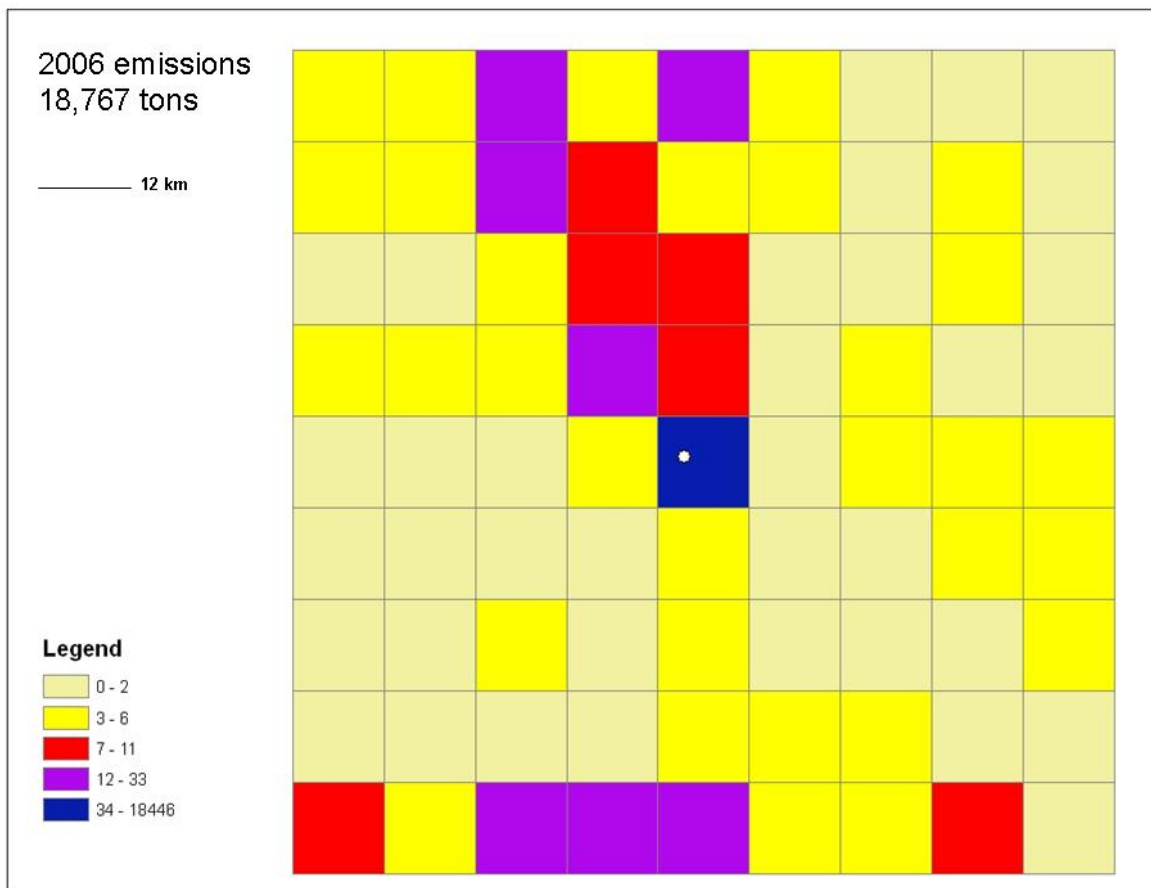 2006 emissions
18,767 tons
12 km
Legend
0 - 2
3 - 6
7 - 11
12 - 33
34 - 18446